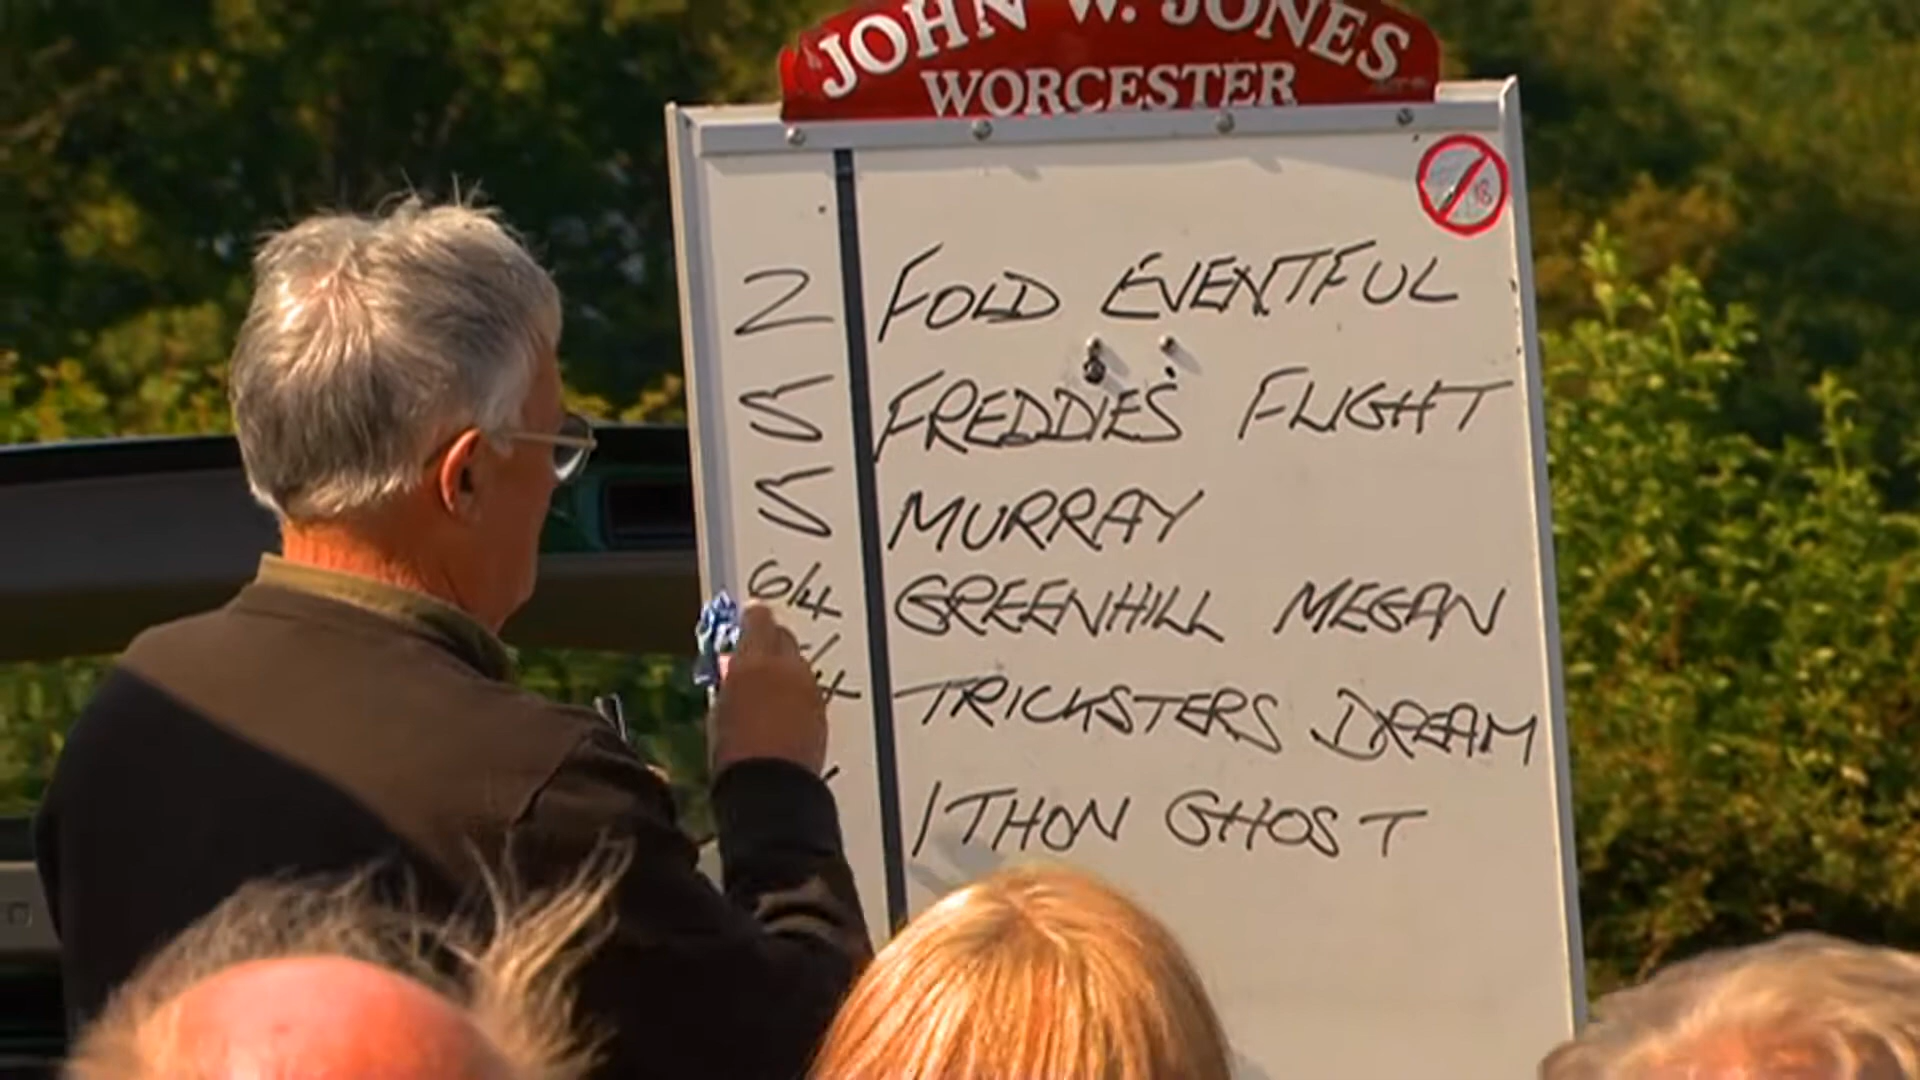 JOHN W. JONES
WORCESTER
18
2 FOLD EVENTFUL
5 FREDDIES FLIGHT
5 MURRAY
6/4 GREENHILL MEGAN
TRICKSTERS DREAM
ITHON GHOST